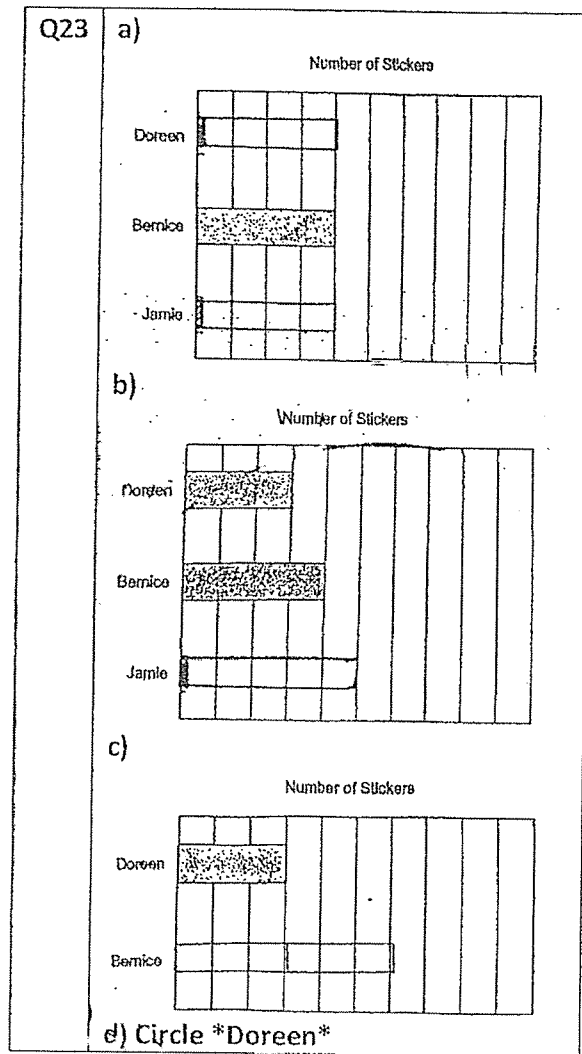 Q23
a)
Number of Stickers
Doreen
Bernice
Jamie
b)
Number of Stickers
Doreen
Bernice
Jamie
c)
Number of Stickers
Doreen
Bernice
d) Circle *Doreen*